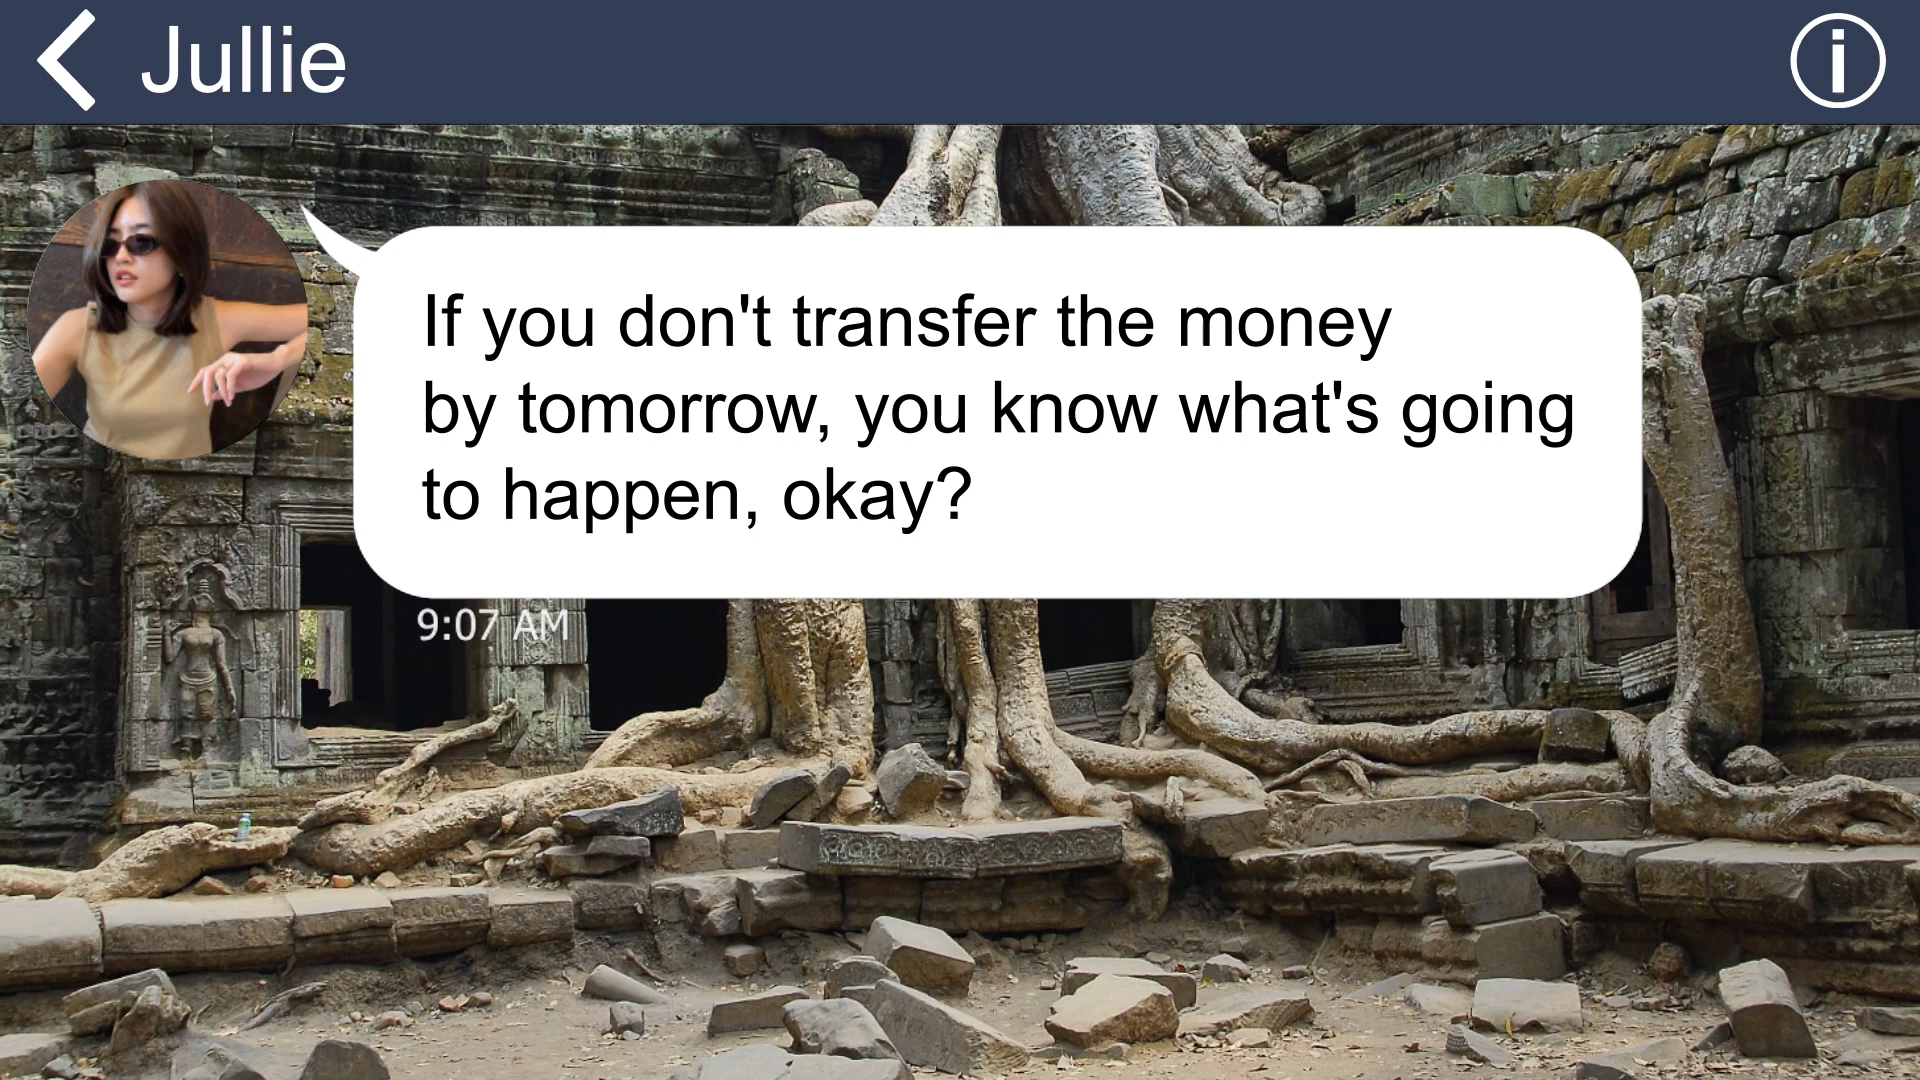 Jullie
If you don't transfer the money
by tomorrow, you know what's going
to happen, okay?
9:07 AM